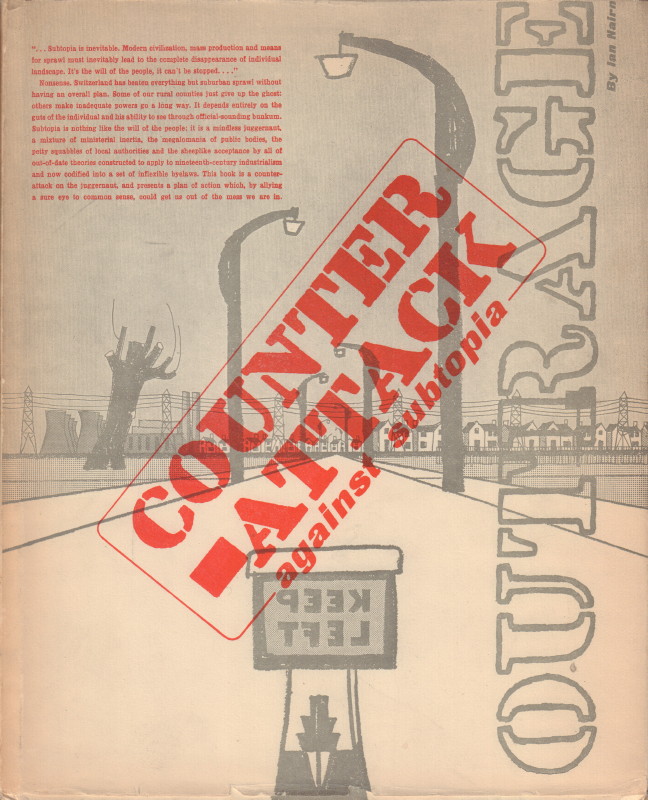 “. . . Subtopia is inevitable. Modern civilization, mass production and means
for sprawl must inevitably lead to the complete disappearance of individual
landscape. It's the will of the people, it can't be stopped. . . .”
Nonsense. Switzerland has beaten everything but suburban sprawl without
having an overall plan. Some of our rural counties just give up the ghost:
others make inadequate powers go a long way. It depends entirely on the
guts of the individual and his ability to see through official-sounding bunkum.
Subtopia is nothing like the will of the people: it is a mindless juggernaut,
a mixture of ministerial inertia, the megalomania of public bodies, the
petty squabbles of local authorities and the sheeplike acceptance by all of
out-of-date theories constructed to apply to nineteenth-century industrialism
and now codified into a set of inflexible byelaws. This book is a counter-
attack on the juggernaut, and presents a plan of action which, by allying
a sure eye to common sense, could get us out of the mess we are in.
OUTRAGE
By Ian Nairn
COUNTER
ATTACK
against subtopia
KEEP
LEFT